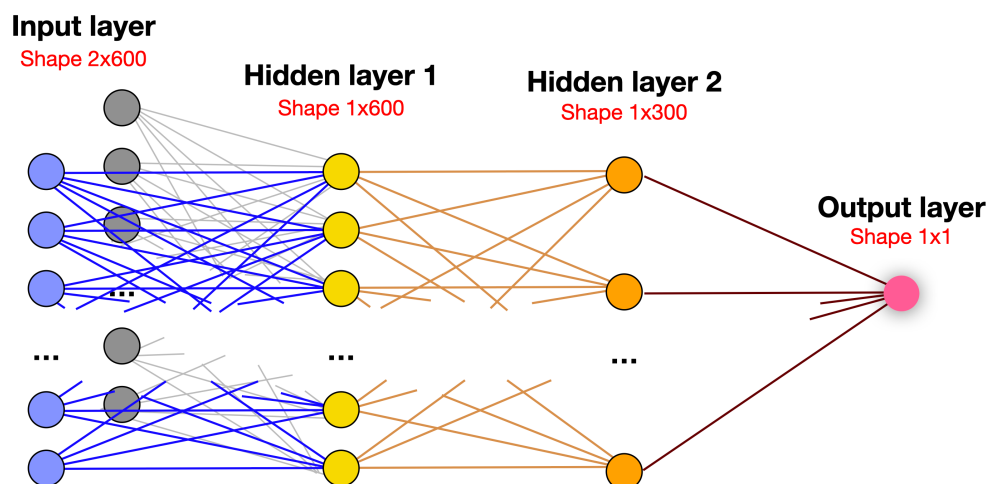 Input layer
Shape 2x600
Hidden layer 1
Shape 1x600
Hidden layer 2
Shape 1x300
Output layer
Shape 1x1
...
...
...
...